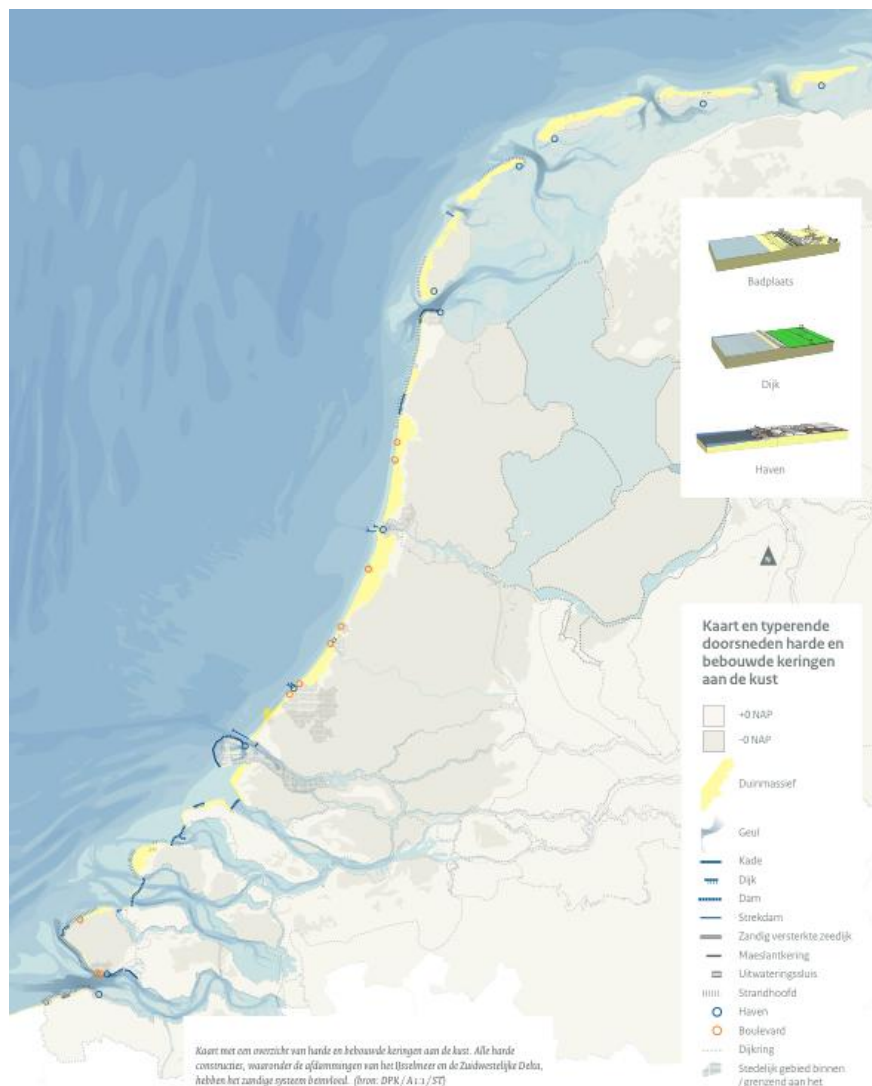 Badplaats
Dijk
Haven
Kaart en typerende
doorsneden harde en
bebouwde keringen
aan de kust
+0 NAP
-0 NAP
Duinmassief
Geul
Kade
Dijk
Dam
Strekdam
Zandig versterkte zeedijk
Maeslantkering
Uitwateringssluis
Strandhoofd
Haven
Boulevard
Dijkring
Stedelijk gebied binnen
/ grenzend aan het
Kaart met een overzicht van harde en bebouwde keringen aan de kust. Alle harde
constructies, waaronder de afdammingen van het IJsselmeer en de Zuidwestelijke Delta,
hebben het zandige systeem beïnvloed. (bron: DPK / A1:1 / ST)